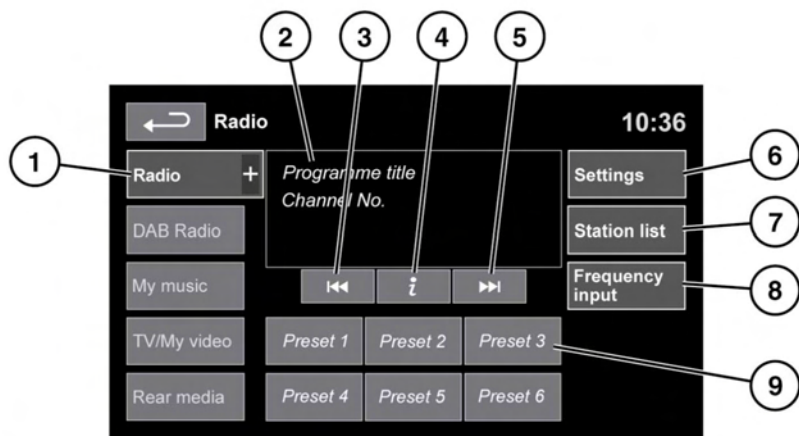 2 3 4 5
Radio 10:36
1
Radio +
Programme title
Channel No.
Settings
6
DAB Radio
Station list
7
My music
i
Frequency
input
8
TV/My video
Preset 1 Preset 2 Preset 3
9
Rear media
Preset 4 Preset 5 Preset 6